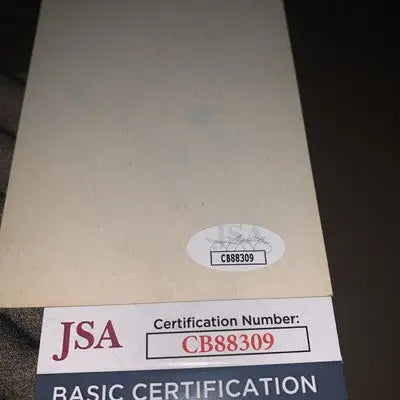 JSA
CB88309
JSA
Certification Number:
CB88309
BASIC CERTIFICATION